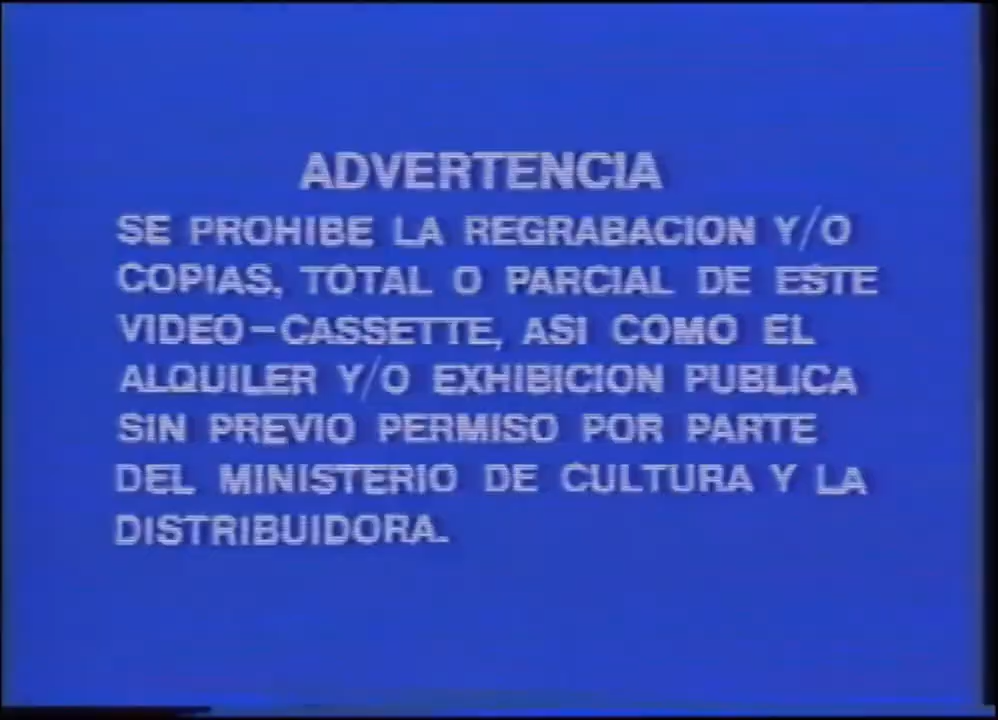 ADVERTENCIA
SE PROHIBE LA REGRABACION Y/O
COPIAS, TOTAL O PARCIAL DE ESTE
VIDEO-CASSETTE, ASI COMO EL
ALQUILER Y/O EXHIBICION PUBLICA
SIN PREVIO PERMISO POR PARTE
DEL MINISTERIO DE CULTURA Y LA
DISTRIBUIDORA.